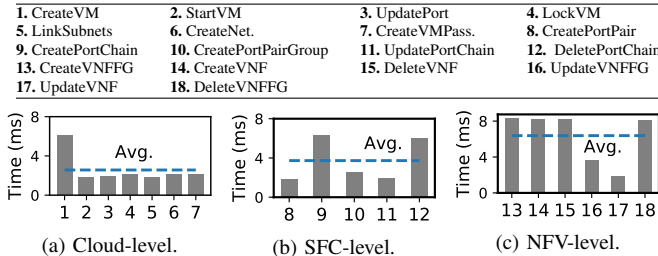 1. CreateVM 2. StartVM 3. UpdatePort 4. LockVM
5. LinkSubnets 6. CreateNet. 7. CreateVMPass. 8. CreatePortPair
9. CreatePortChain 10. CreatePortPairGroup 11. UpdatePortChain 12. DeletePortChain
13. CreateVNFFG 14. CreateVNF 15. DeleteVNF 16. UpdateVNFFG
17. UpdateVNF 18. DeleteVNFFG
Time (ms)
8
4
0
Avg.
1 2 3 4 5 6 7
(a) Cloud-level.
Time (ms)
8
4
0
Avg.
8 9 10 11 12
(b) SFC-level.
Time (ms)
8
4
0
Avg.
13 14 15 16 17 18
(c) NFV-level.